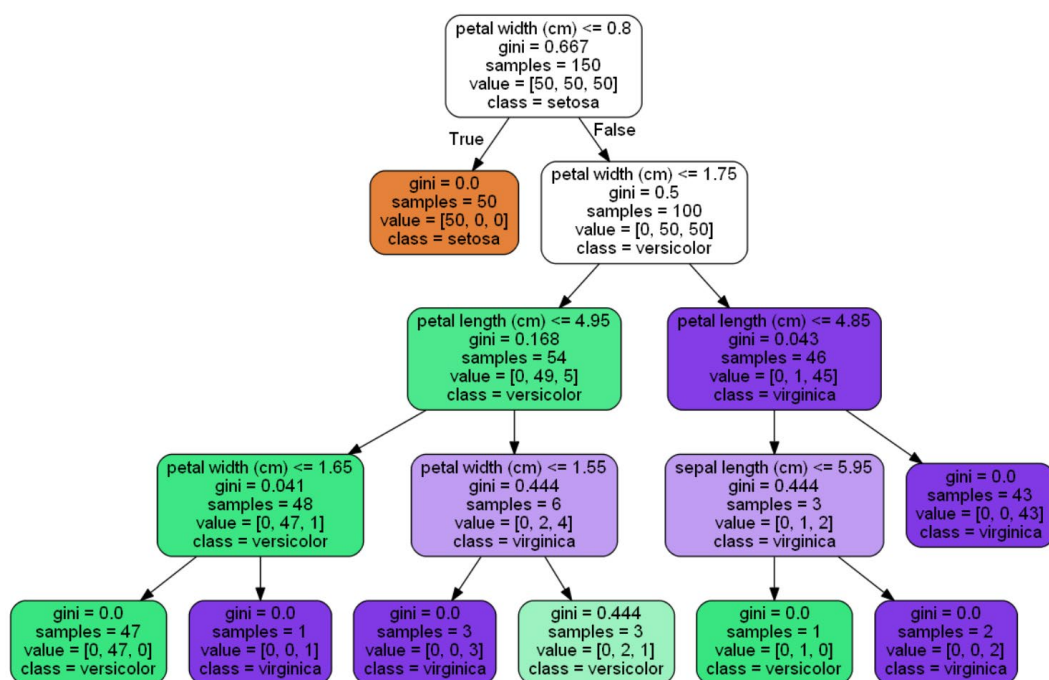 petal width (cm) <= 0.8
gini = 0.667
samples = 150
value = [50, 50, 50]
class = setosa
True
False
gini = 0.0
samples = 50
value = [50, 0, 0]
class = setosa
petal width (cm) <= 1.75
gini = 0.5
samples = 100
value = [0, 50, 50]
class = versicolor
petal length (cm) <= 4.95
gini = 0.168
samples = 54
value = [0, 49, 5]
class = versicolor
petal length (cm) <= 4.85
gini = 0.043
samples = 46
value = [0, 1, 45]
class = virginica
petal width (cm) <= 1.65
gini = 0.041
samples = 48
value = [0, 47, 1]
class = versicolor
petal width (cm) <= 1.55
gini = 0.444
samples = 6
value = [0, 2, 4]
class = virginica
sepal length (cm) <= 5.95
gini = 0.444
samples = 3
value = [0, 1, 2]
class = virginica
gini = 0.0
samples = 43
value = [0, 0, 43]
class = virginica
gini = 0.0
samples = 47
value = [0, 47, 0]
class = versicolor
gini = 0.0
samples = 1
value = [0, 0, 1]
class = virginica
gini = 0.0
samples = 3
value = [0, 0, 3]
class = virginica
gini = 0.444
samples = 3
value = [0, 2, 1]
class = versicolor
gini = 0.0
samples = 1
value = [0, 1, 0]
class = versicolor
gini = 0.0
samples = 2
value = [0, 0, 2]
class = virginica